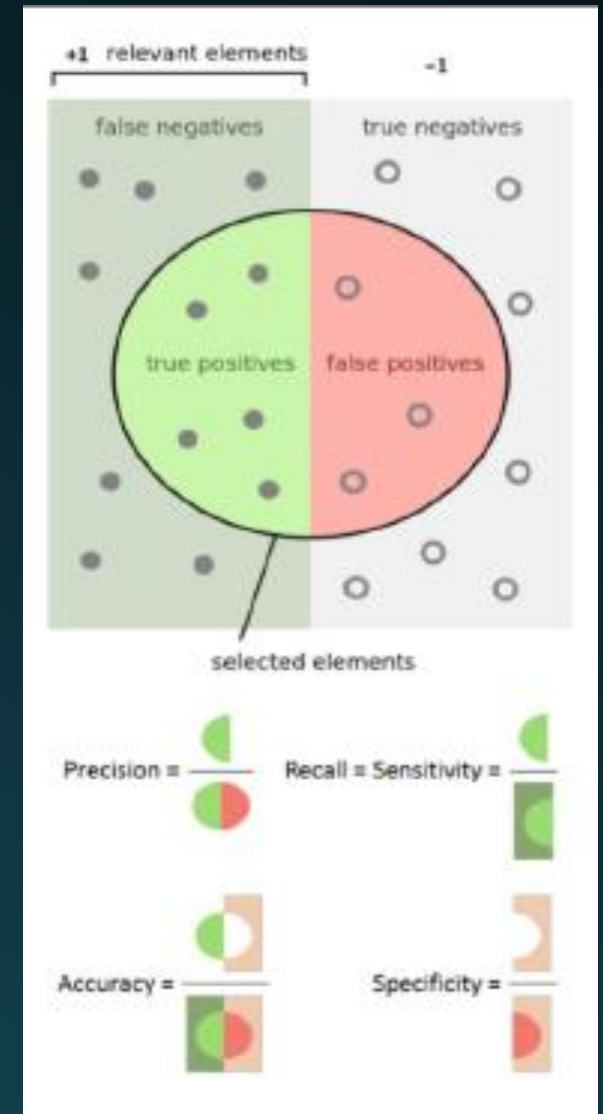 +1 relevant elements
-1
false negatives
true negatives
true positives
false positives
selected elements
Precision =
Recall = Sensitivity =
Accuracy =
Specificity =